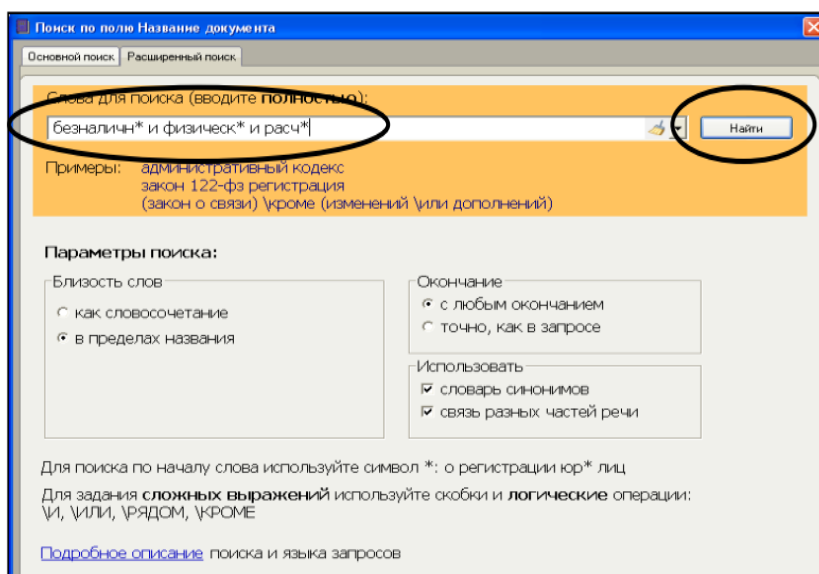 Поиск по полю Название документа
Основной поиск Расширенный поиск
Слова для поиска (вводите полностью):
безналичн* и физическ* и расч*
Найти
Примеры: административный кодекс
закон 122-фз регистрация
(закон о связи) \кроме (изменений \или дополнений)
Параметры поиска:
Близость слов
как словосочетание
в пределах названия
Окончание
с любым окончанием
точно, как в запросе
Использовать
словарь синонимов
связь разных частей речи
Для поиска по началу слова используйте символ *: о регистрации юр* лиц
Для задания сложных выражений используйте скобки и логические операции:
\И, \ИЛИ, \РЯДОМ, \КРОМЕ
Подробное описание поиска и языка запросов